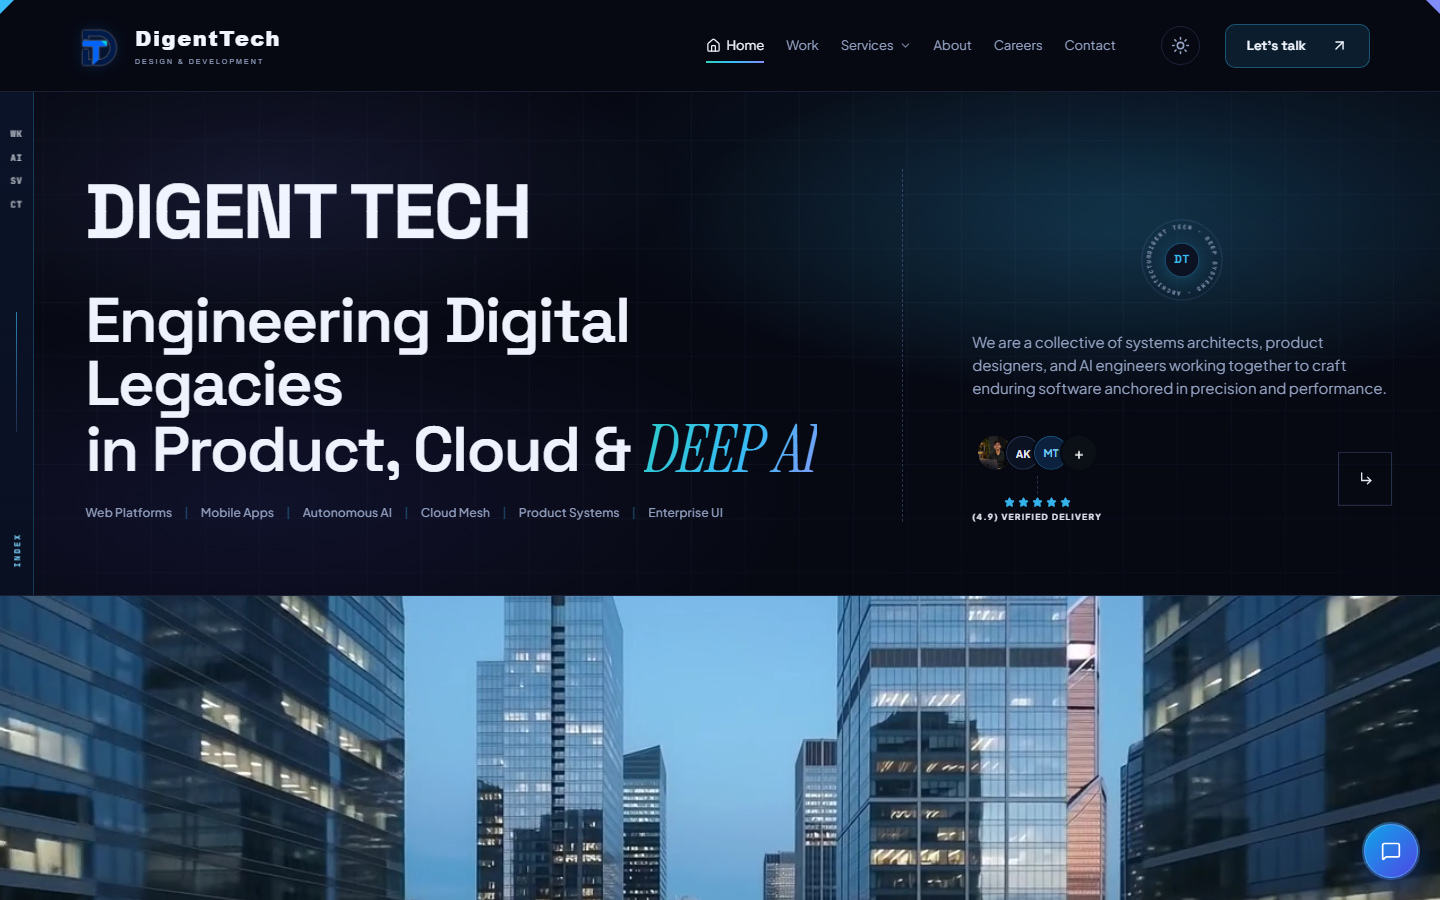 DigentTech
DESIGN & DEVELOPMENT
Home
Work
Services
About
Careers
Contact
Let's talk
WK
AI
SV
CT
INDEX
DIGENT TECH
Engineering Digital
Legacies
in Product, Cloud & DEEP AI
Web Platforms | Mobile Apps | Autonomous AI | Cloud Mesh | Product Systems | Enterprise UI
DT
We are a collective of systems architects, product
designers, and AI engineers working together to craft
enduring software anchored in precision and performance.
AK
MT
+
(4.9) VERIFIED DELIVERY